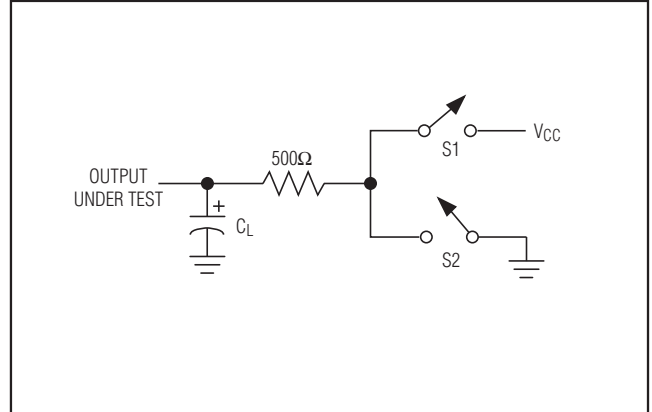 OUTPUT
UNDER TEST
500Ω
+
CL
S1
VCC
S2